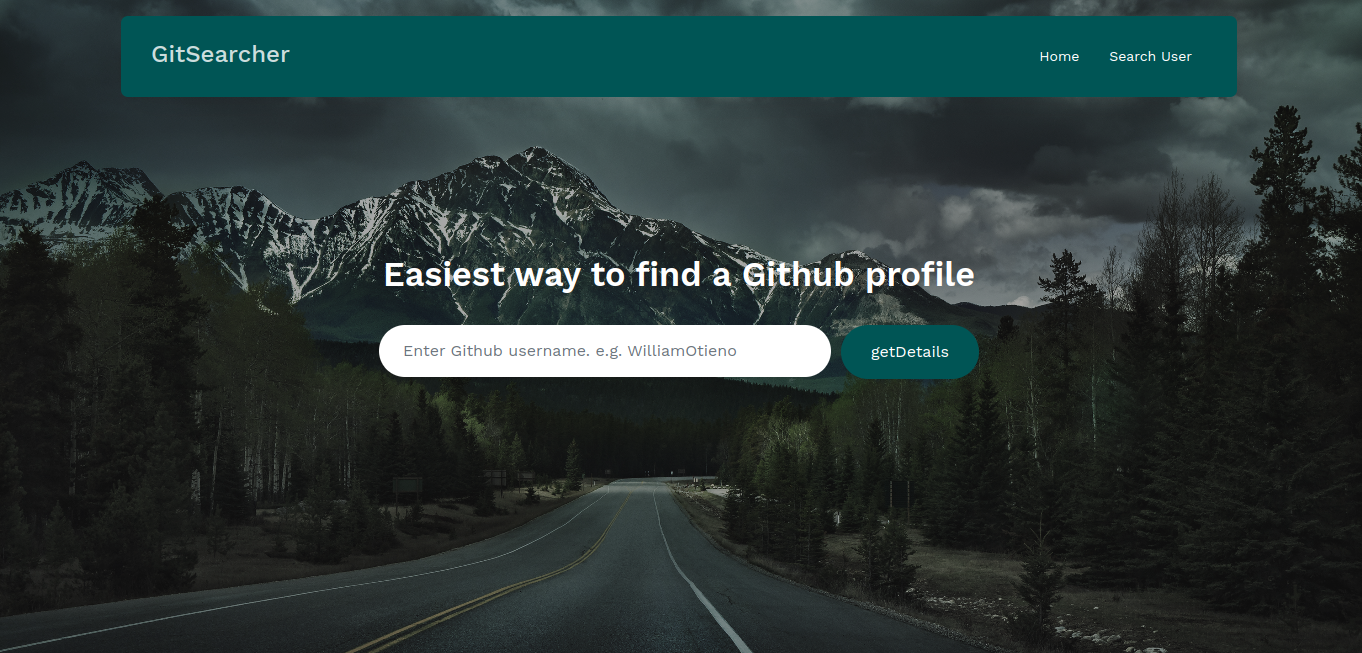 GitSearcher
Home Search User
Easiest way to find a Github profile
Enter Github username. e.g. WilliamOtieno
getDetails